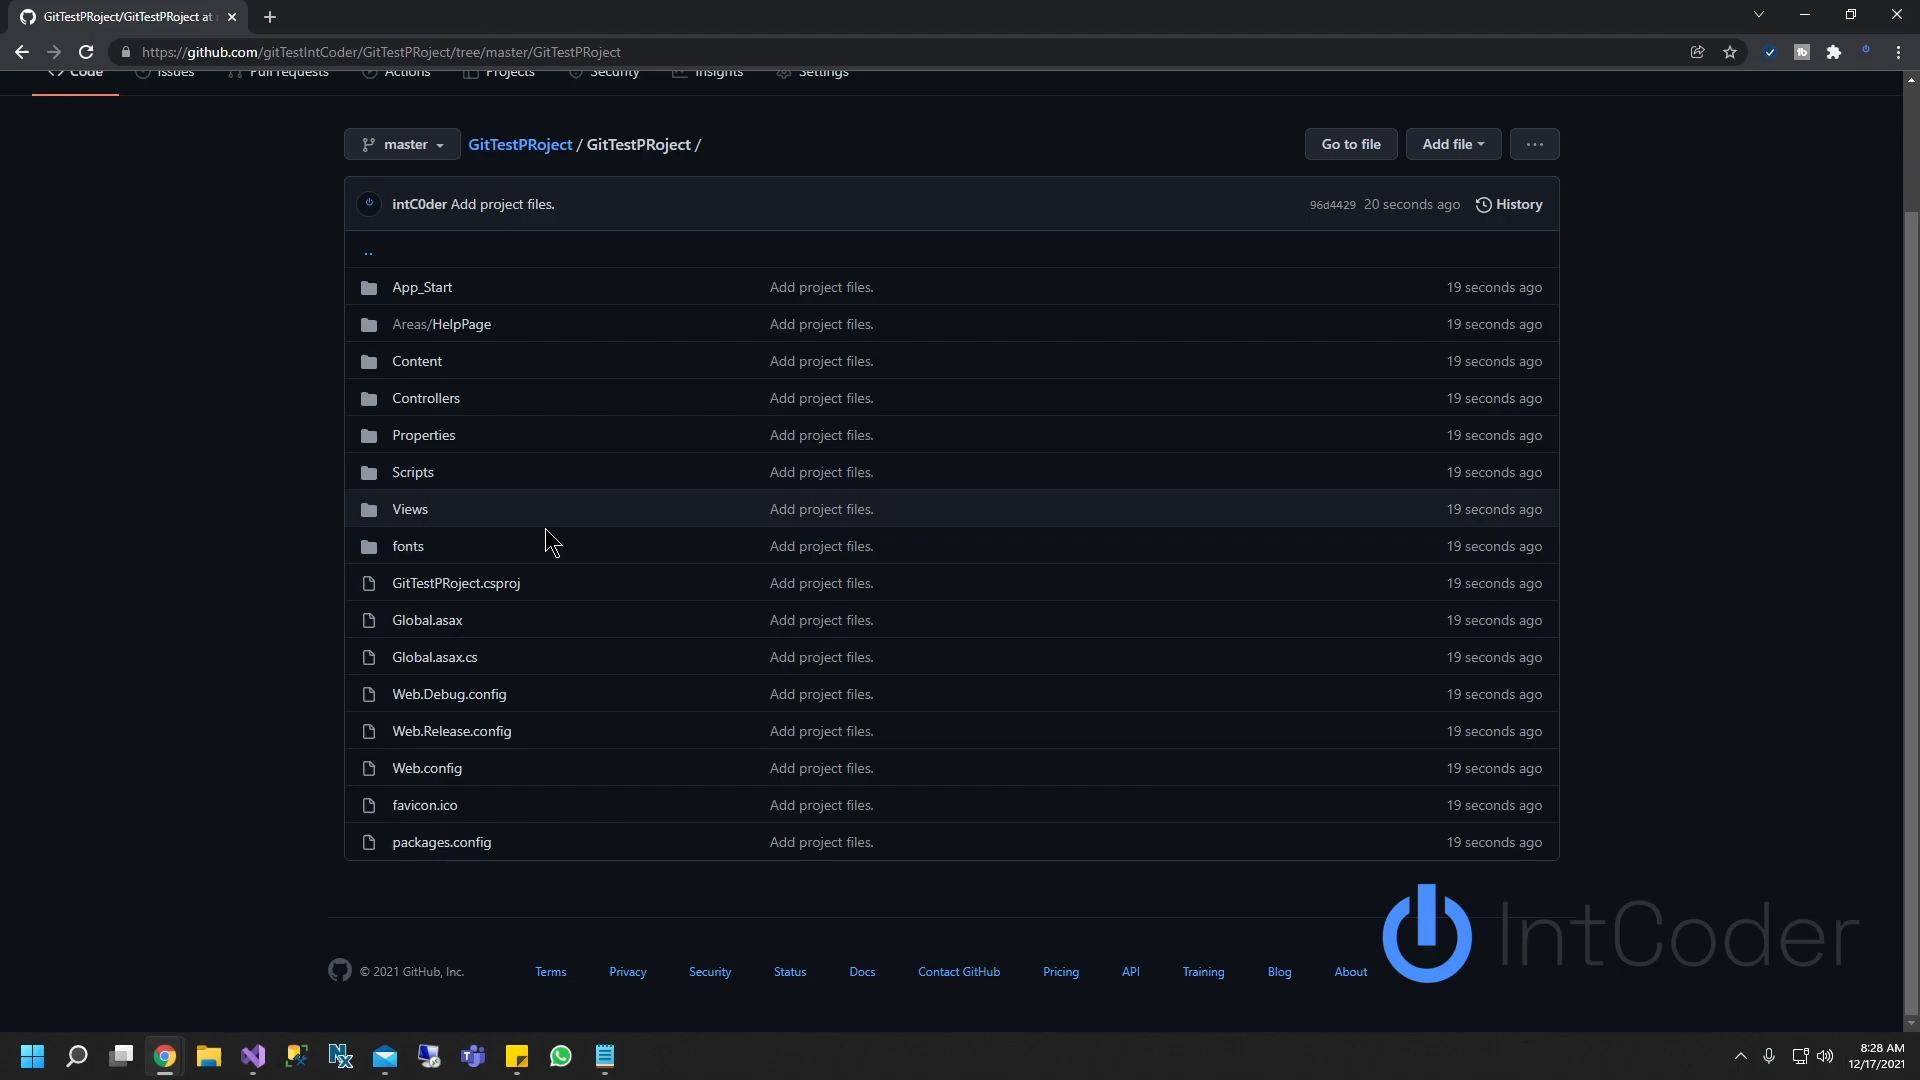 GitTestPRoject/GitTestPRoject at
https://github.com/gitTestIntCoder/GitTestPRoject/tree/master/GitTestPRoject
Code Issues Pull requests Actions Projects Security Insights Settings
master GitTestPRoject / GitTestPRoject / Go to file Add file ...
intC0der Add project files. 96d4429 20 seconds ago History
..
App_Start Add project files. 19 seconds ago
Areas/HelpPage Add project files. 19 seconds ago
Content Add project files. 19 seconds ago
Controllers Add project files. 19 seconds ago
Properties Add project files. 19 seconds ago
Scripts Add project files. 19 seconds ago
Views Add project files. 19 seconds ago
fonts Add project files. 19 seconds ago
GitTestPRoject.csproj Add project files. 19 seconds ago
Global.asax Add project files. 19 seconds ago
Global.asax.cs Add project files. 19 seconds ago
Web.Debug.config Add project files. 19 seconds ago
Web.Release.config Add project files. 19 seconds ago
Web.config Add project files. 19 seconds ago
favicon.ico Add project files. 19 seconds ago
packages.config Add project files. 19 seconds ago
IntCoder
© 2021 GitHub, Inc. Terms Privacy Security Status Docs Contact GitHub Pricing API Training Blog About
8:28 AM
12/17/2021